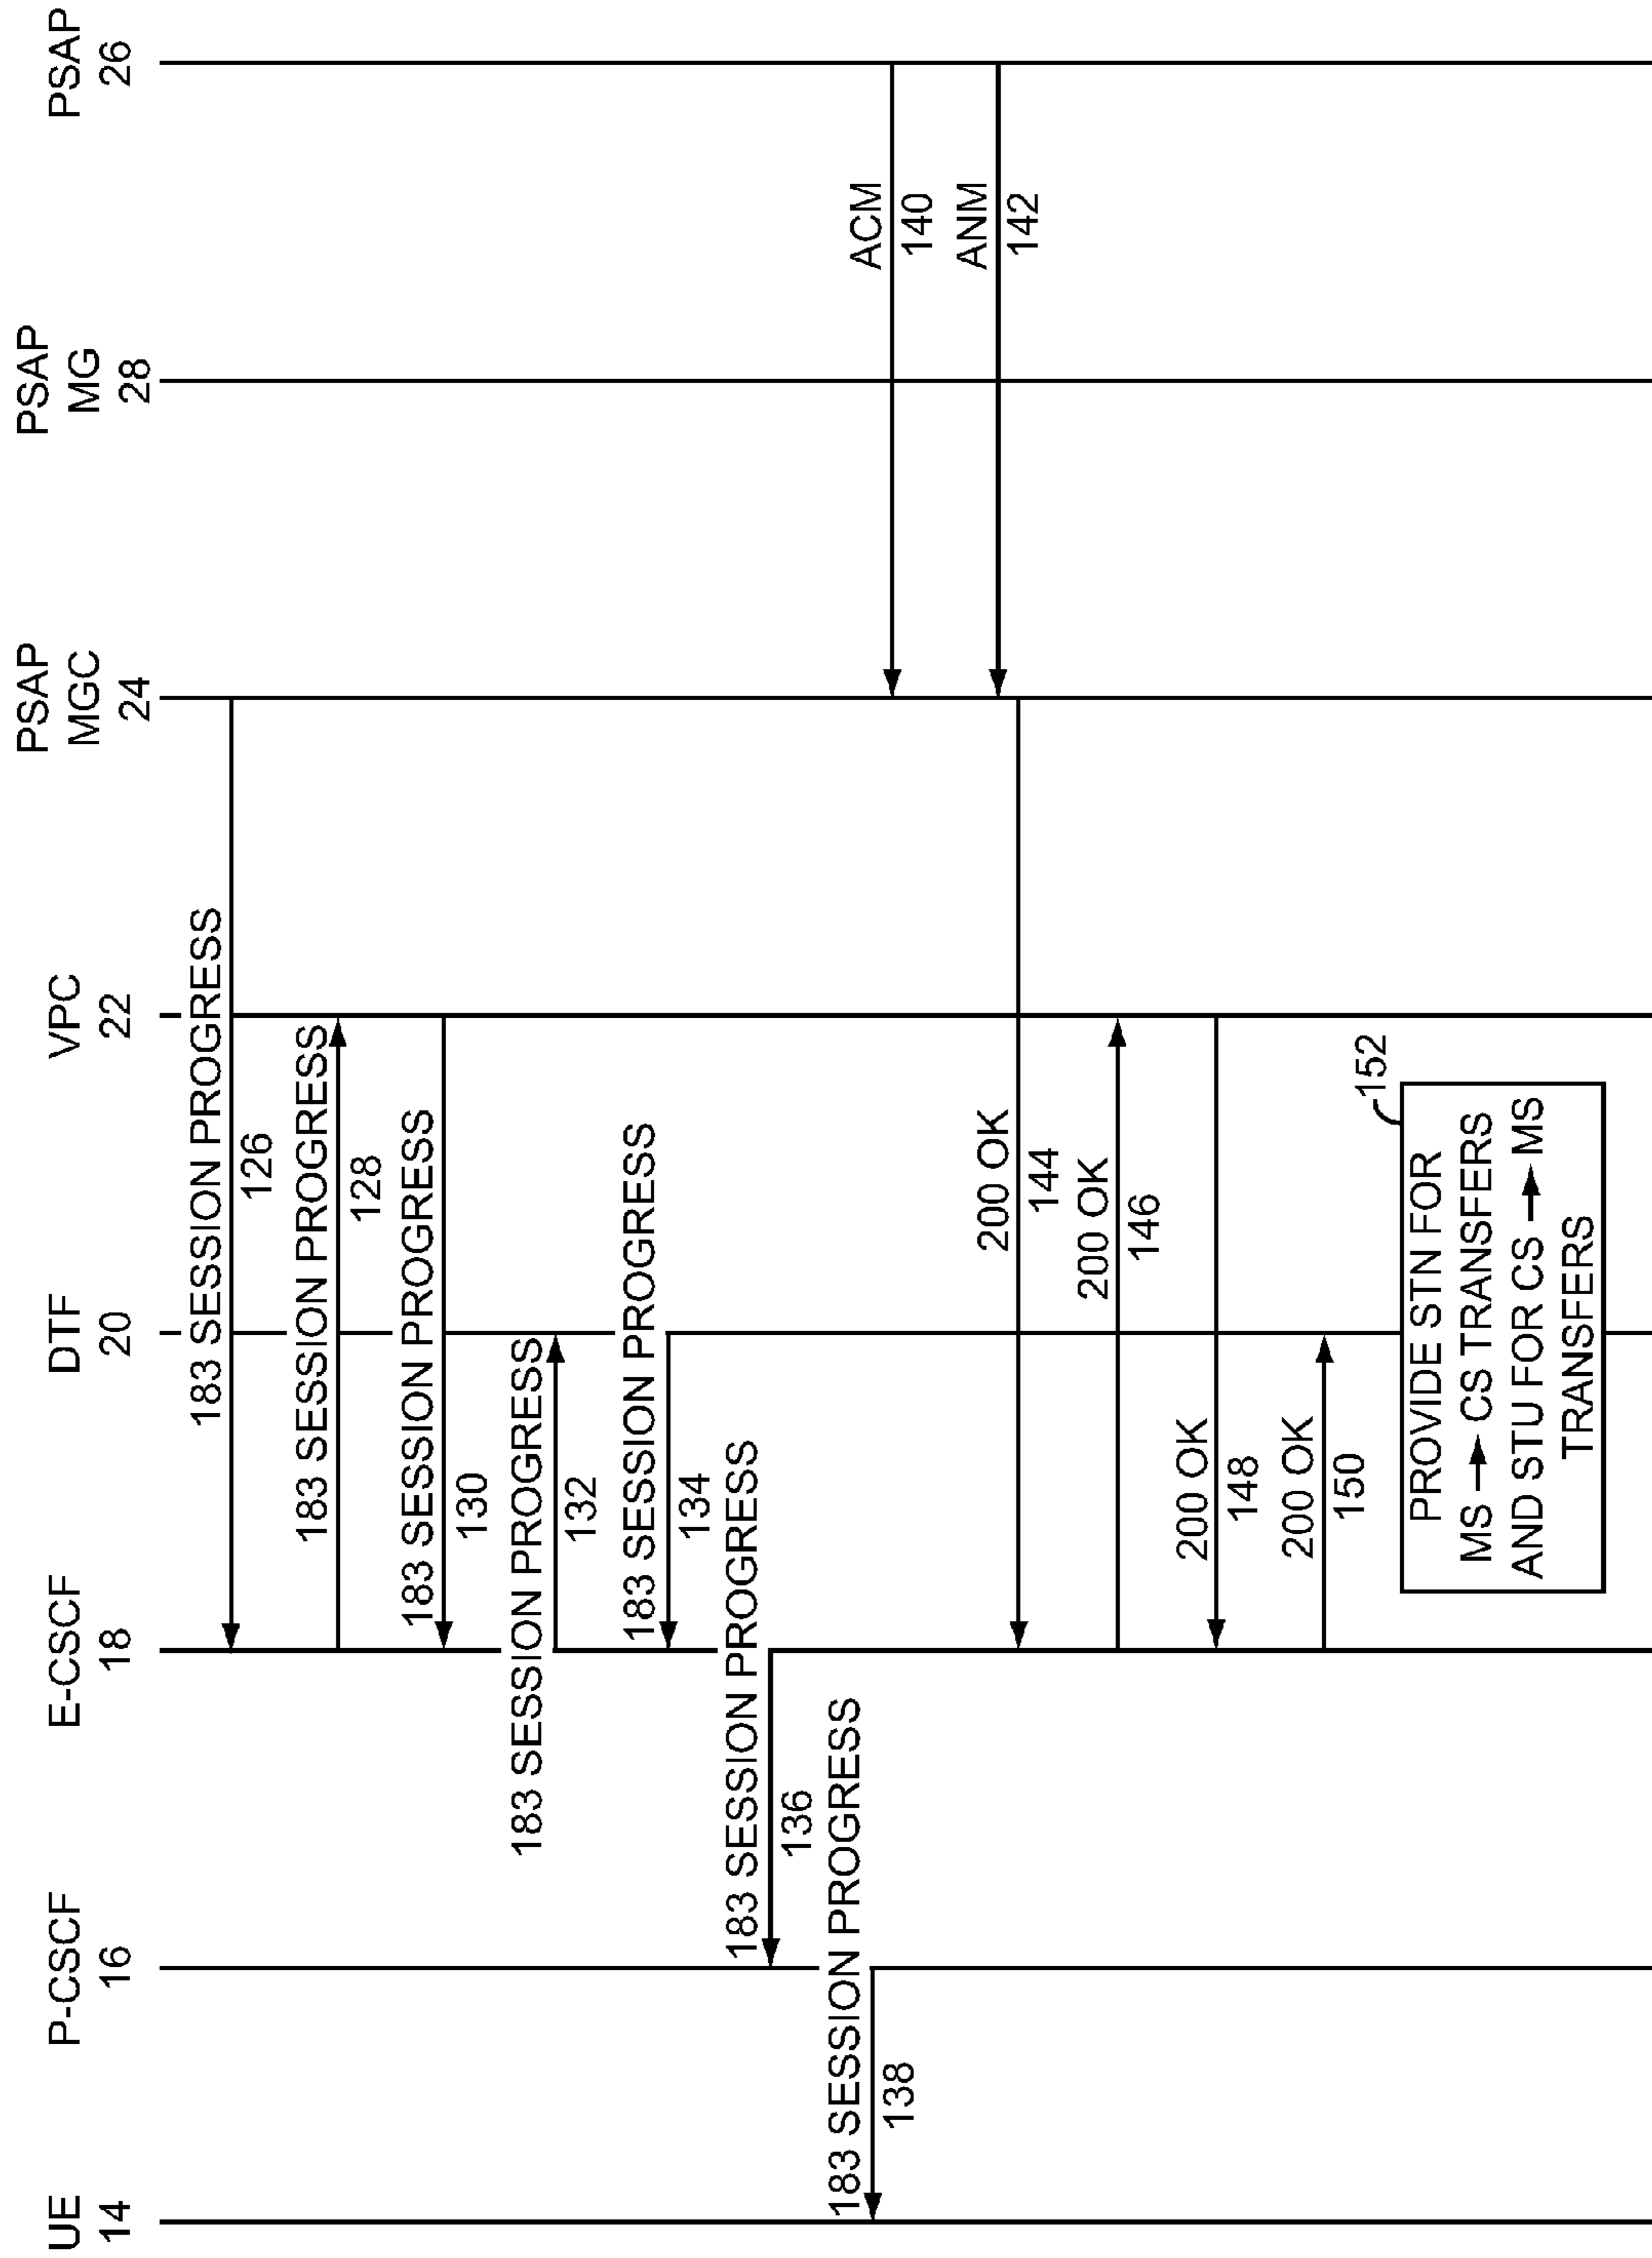 UE
14
P-CSCF
16
E-CSCF
18
DTF
20
VPC
22
PSAP
MGC
24
PSAP
MG
28
PSAP
26
183 SESSION PROGRESS
126
183 SESSION PROGRESS
128
183 SESSION PROGRESS
130
183 SESSION PROGRESS
132
183 SESSION PROGRESS
134
183 SESSION PROGRESS
136
183 SESSION PROGRESS
138
ACM
140
ANM
142
200 OK
144
200 OK
146
200 OK
148
200 OK
150
152
PROVIDE STN FOR
MS → CS TRANSFERS
AND STU FOR CS → MS
TRANSFERS